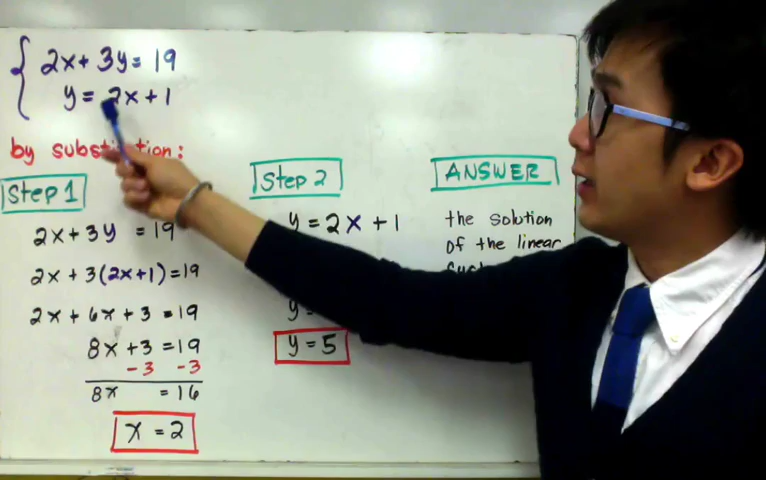 2x + 3y = 19
y = 2x + 1
by substitution:
Step 1
2x + 3y = 19
2x + 3(2x+1) = 19
2x + 6x + 3 = 19
8x + 3 = 19
-3 -3
8x = 16
x = 2
Step 2
y = 2x + 1
y =
y = 5
ANSWER
the solution
of the linear